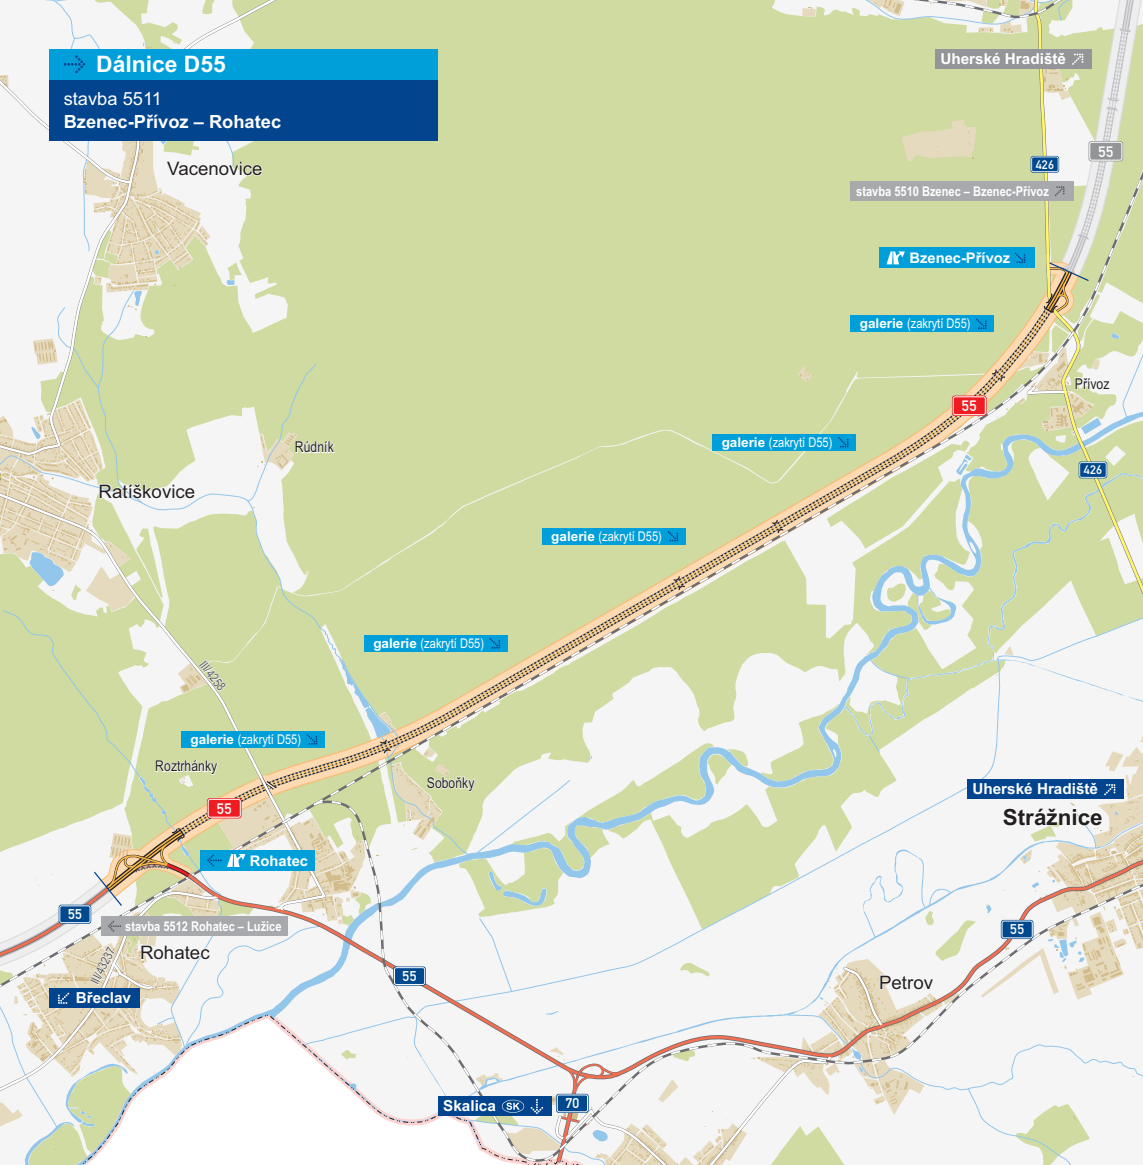 Dálnice D55
stavba 5511
Bzenec-Přívoz – Rohatec
Uherské Hradiště
55
426
Vacenovice
stavba 5510 Bzenec – Bzenec-Přívoz
Bzenec-Přívoz
galerie (zakrytí D55)
Přívoz
55
galerie (zakrytí D55)
Rúdník
426
Ratíškovice
galerie (zakrytí D55)
galerie (zakrytí D55)
III/4258
galerie (zakrytí D55)
Roztrhánky
Soboňky
Uherské Hradiště
55
Strážnice
Rohatec
55
stavba 5512 Rohatec – Lužice
55
Rohatec
III/43237
55
Petrov
Břeclav
Skalica SK
70